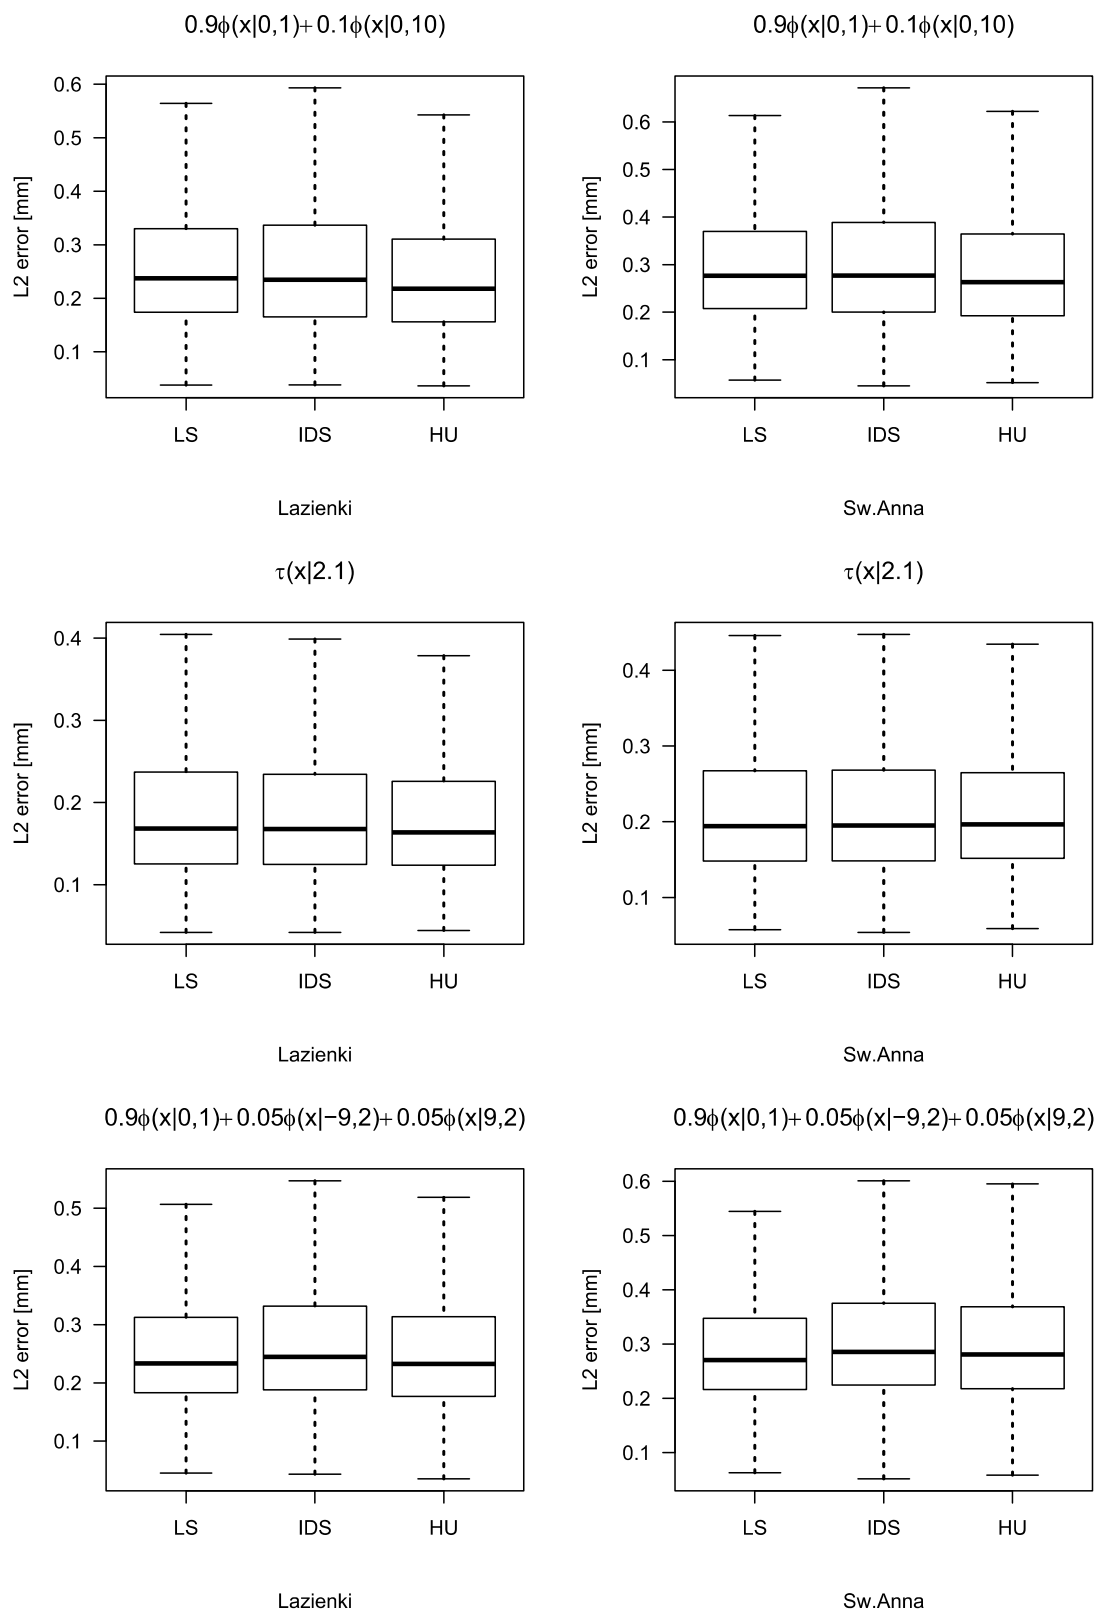 0.9ϕ(x|0,1)+0.1ϕ(x|0,10)
L2 error [mm]
0.6
0.5
0.4
0.3
0.2
0.1
LS IDS HU
Lazienki
0.9ϕ(x|0,1)+0.1ϕ(x|0,10)
L2 error [mm]
0.6
0.5
0.4
0.3
0.2
0.1
LS IDS HU
Sw.Anna
τ(x|2.1)
L2 error [mm]
0.4
0.3
0.2
0.1
LS IDS HU
Lazienki
τ(x|2.1)
L2 error [mm]
0.4
0.3
0.2
0.1
LS IDS HU
Sw.Anna
0.9ϕ(x|0,1)+0.05ϕ(x|−9,2)+0.05ϕ(x|9,2)
L2 error [mm]
0.5
0.4
0.3
0.2
0.1
LS IDS HU
Lazienki
0.9ϕ(x|0,1)+0.05ϕ(x|−9,2)+0.05ϕ(x|9,2)
L2 error [mm]
0.6
0.5
0.4
0.3
0.2
0.1
LS IDS HU
Sw.Anna